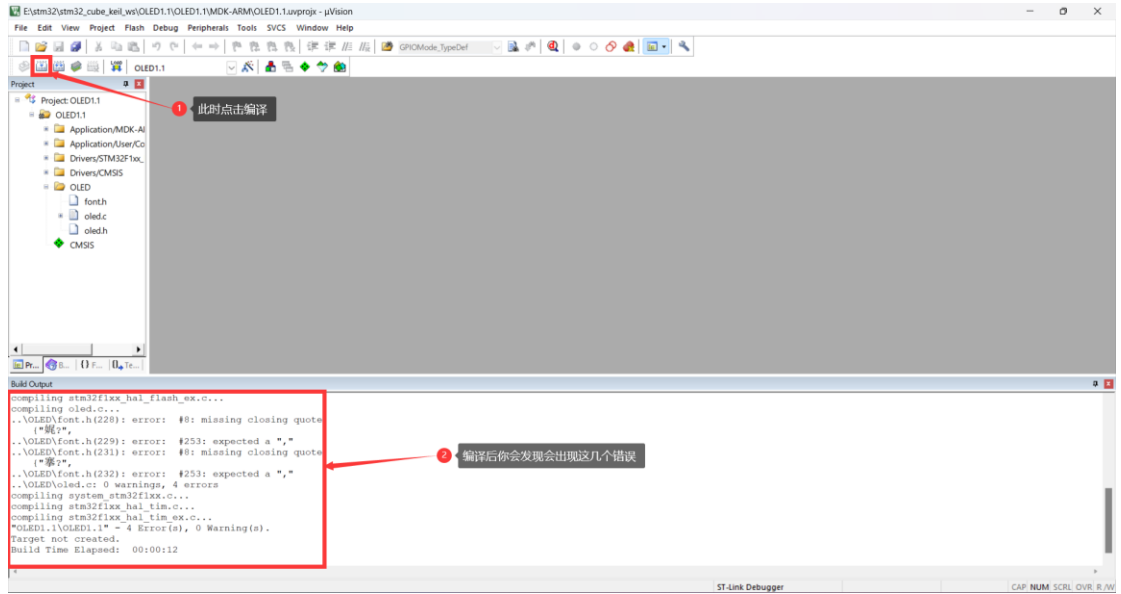 E:\stm32\stm32_cube_keil_ws\OLED1.1\OLED1.1\MDK-ARM\OLED1.1.uvprojx - µVision
File Edit View Project Flash Debug Peripherals Tools SVCS Window Help
GPIOMode_TypeDef
OLED1.1
Project
Project: OLED1.1
OLED1.1
Application/MDK-AI
Application/User/Co
Drivers/STM32F1xx_
Drivers/CMSIS
OLED
font.h
oled.c
oled.h
CMSIS
1 此时点击编译
Pr... B... {} F... Te...
Build Output
compiling stm32f1xx_hal_flash_ex.c...
compiling oled.c...
..\OLED\font.h(228): error: #8: missing closing quote
{"娓?",
..\OLED\font.h(229): error: #253: expected a ","
..\OLED\font.h(231): error: #8: missing closing quote
{"搴?",
..\OLED\font.h(232): error: #253: expected a ","
..\OLED\oled.c: 0 warnings, 4 errors
compiling system_stm32f1xx.c...
compiling stm32f1xx_hal_tim.c...
compiling stm32f1xx_hal_tim_ex.c...
"OLED1.1\OLED1.1" - 4 Error(s), 0 Warning(s).
Target not created.
Build Time Elapsed: 00:00:12
2 编译后你会发现会出现这几个错误
ST-Link Debugger
CAP NUM SCRL OVR R/W